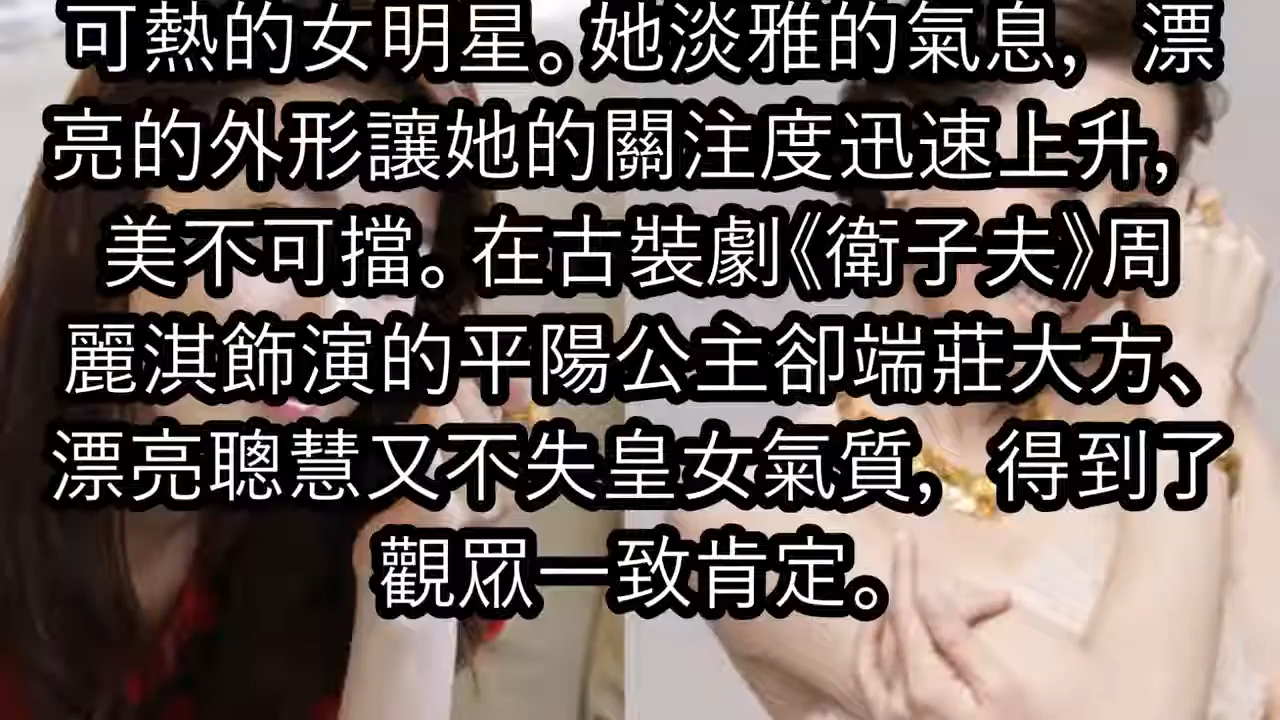 可熱的女明星。她淡雅的氣息, 漂
亮的外形讓她的關注度迅速上升,
美不可擋。在古裝劇《衛子夫》周
麗淇飾演的平陽公主卻端莊大方、
漂亮聰慧又不失皇女氣質, 得到了
觀眾一致肯定。